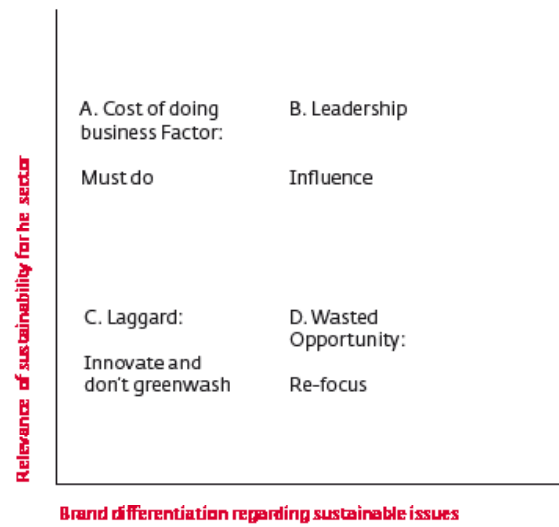 A. Cost of doing
business Factor:
Must do
B. Leadership
Influence
C. Laggard:
Innovate and
don't greenwash
D. Wasted
Opportunity:
Re-focus
Relevance of sustainability for he sector
Brand differentiation regarding sustainable issues